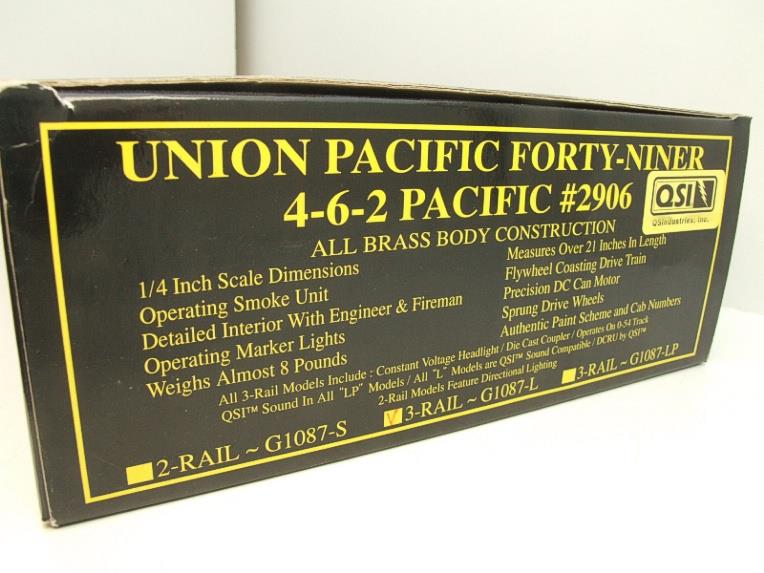 UNION PACIFIC FORTY-NINER
4-6-2 PACIFIC #2906
QSI
QSIndustries, Inc.
ALL BRASS BODY CONSTRUCTION
1/4 Inch Scale Dimensions
Operating Smoke Unit
Detailed Interior With Engineer & Fireman
Operating Marker Lights
Weighs Almost 8 Pounds
Measures Over 21 Inches In Length
Flywheel Coasting Drive Train
Precision DC Can Motor
Sprung Drive Wheels
Authentic Paint Scheme and Cab Numbers
All 3-Rail Models Include : Constant Voltage Headlight / Die Cast Coupler / Operates On 0-54 Track
QSI™ Sound In All "LP" Models / All "L" Models are QSI™ Sound Compatible / DCRU by QSI™
2-Rail Models Feature Directional Lighting
2-RAIL ~ G1087-S
3-RAIL ~ G1087-L
3-RAIL ~ G1087-LP